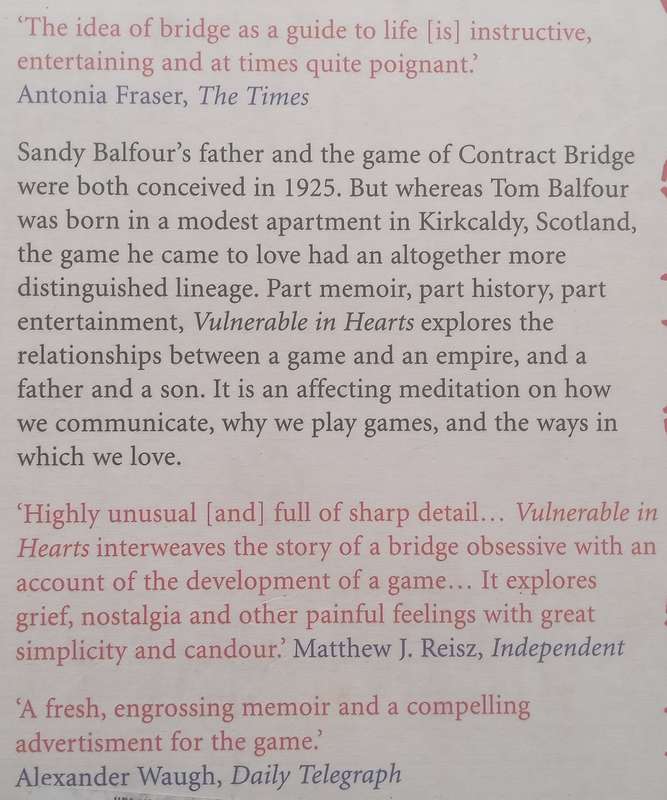 ‘The idea of bridge as a guide to life [is] instructive,
entertaining and at times quite poignant.’
Antonia Fraser, The Times
Sandy Balfour’s father and the game of Contract Bridge
were both conceived in 1925. But whereas Tom Balfour
was born in a modest apartment in Kirkcaldy, Scotland,
the game he came to love had an altogether more
distinguished lineage. Part memoir, part history, part
entertainment, Vulnerable in Hearts explores the
relationships between a game and an empire, and a
father and a son. It is an affecting meditation on how
we communicate, why we play games, and the ways in
which we love.
‘Highly unusual [and] full of sharp detail… Vulnerable in
Hearts interweaves the story of a bridge obsessive with an
account of the development of a game… It explores
grief, nostalgia and other painful feelings with great
simplicity and candour.’ Matthew J. Reisz, Independent
‘A fresh, engrossing memoir and a compelling
advertisment for the game.’
Alexander Waugh, Daily Telegraph